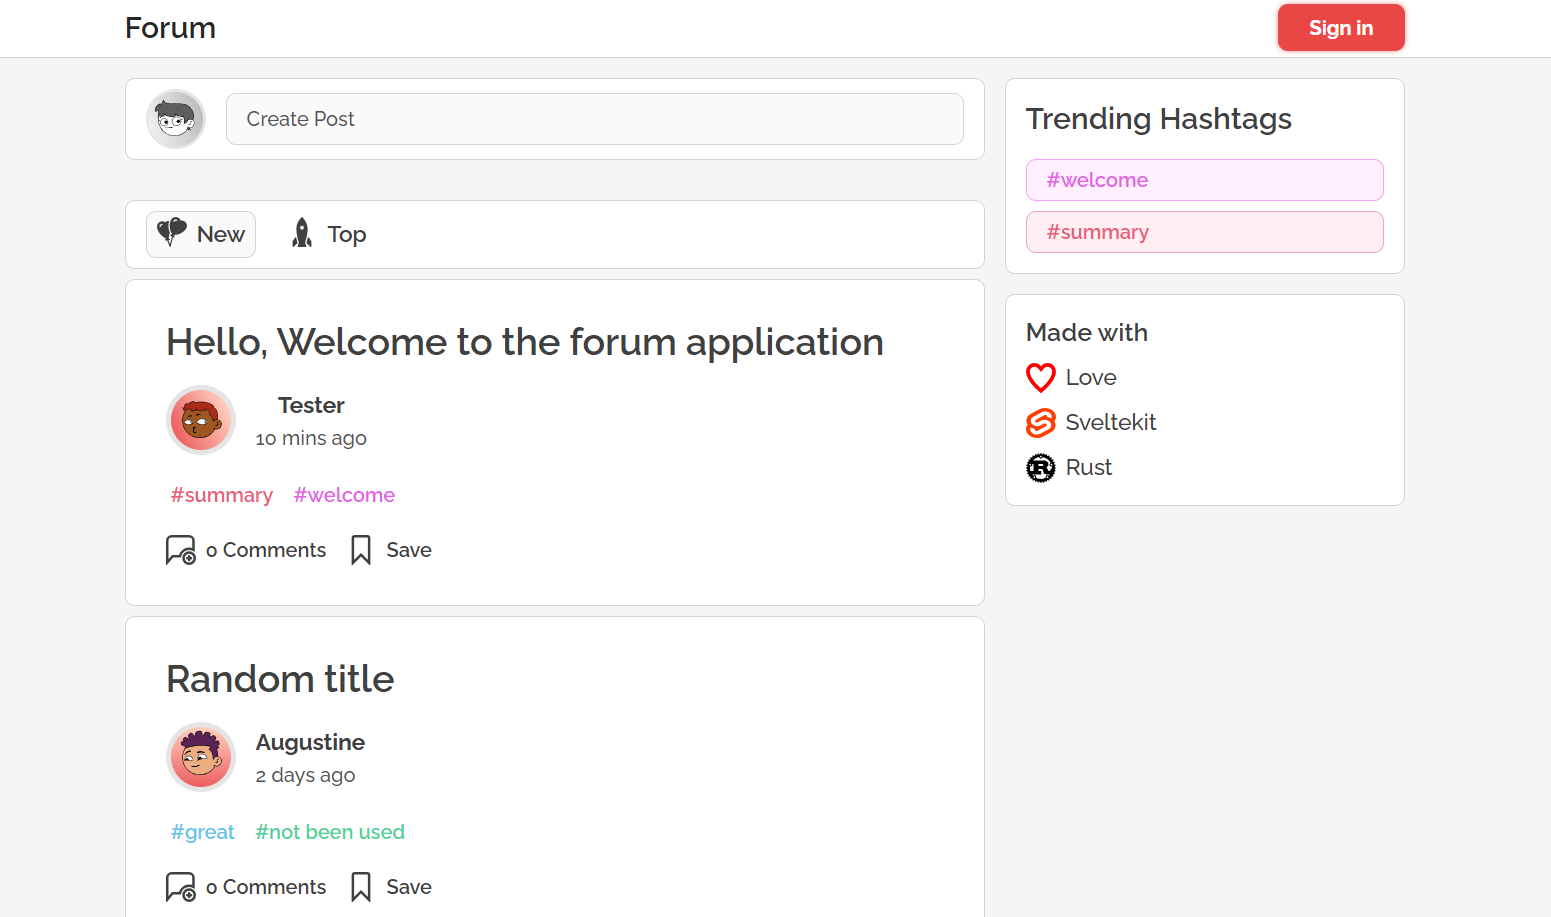 Forum
Sign in
Create Post
New
Top
Hello, Welcome to the forum application
Tester
10 mins ago
#summary #welcome
0 Comments
Save
Random title
Augustine
2 days ago
#great #not been used
0 Comments
Save
Trending Hashtags
#welcome
#summary
Made with
Love
Sveltekit
Rust